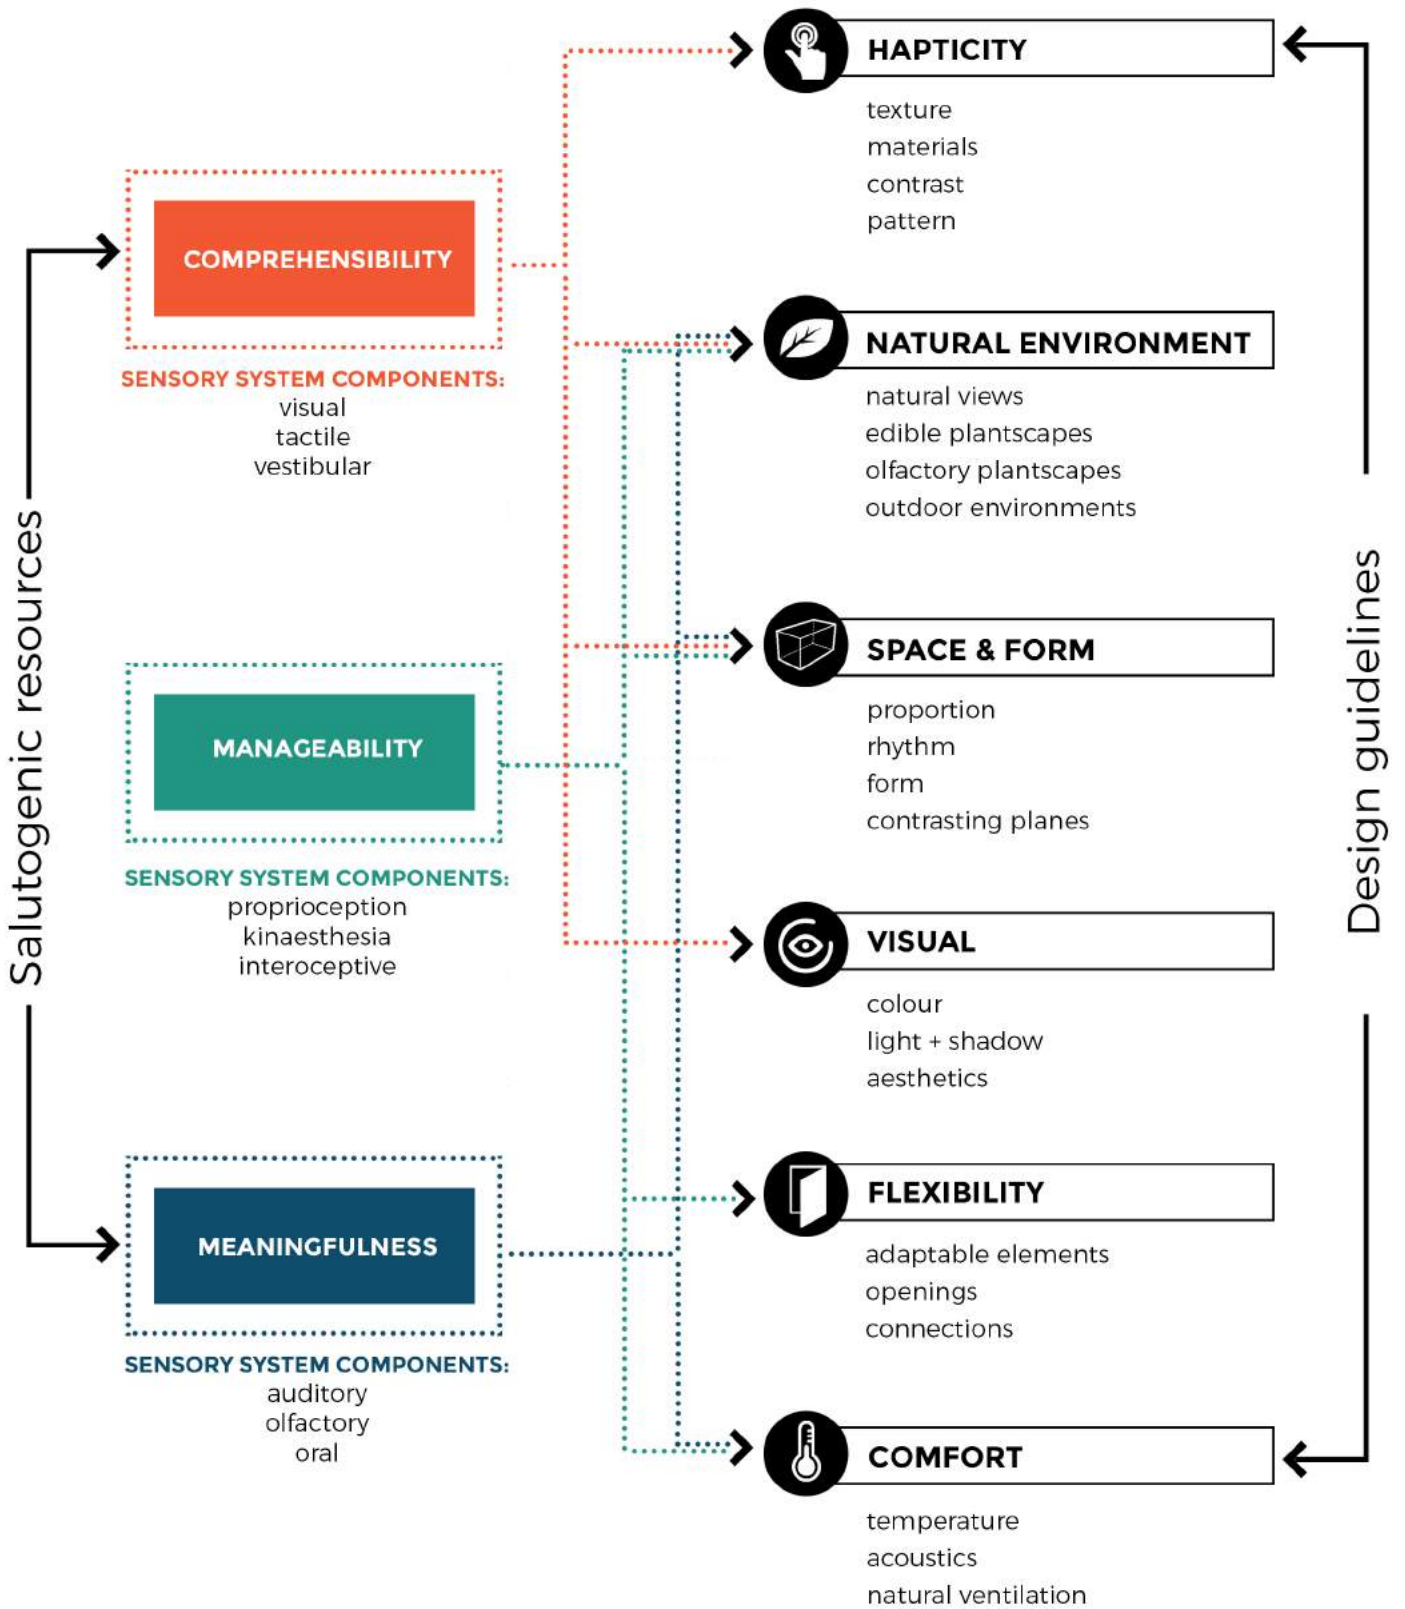 Salutogenic resources
COMPREHENSIBILITY
SENSORY SYSTEM COMPONENTS:
visual
tactile
vestibular
MANAGEABILITY
SENSORY SYSTEM COMPONENTS:
proprioception
kinaesthesia
interoceptive
MEANINGFULNESS
SENSORY SYSTEM COMPONENTS:
auditory
olfactory
oral
HAPTICITY
texture
materials
contrast
pattern
NATURAL ENVIRONMENT
natural views
edible plantscapes
olfactory plantscapes
outdoor environments
SPACE & FORM
proportion
rhythm
form
contrasting planes
VISUAL
colour
light + shadow
aesthetics
FLEXIBILITY
adaptable elements
openings
connections
COMFORT
temperature
acoustics
natural ventilation
Design guidelines